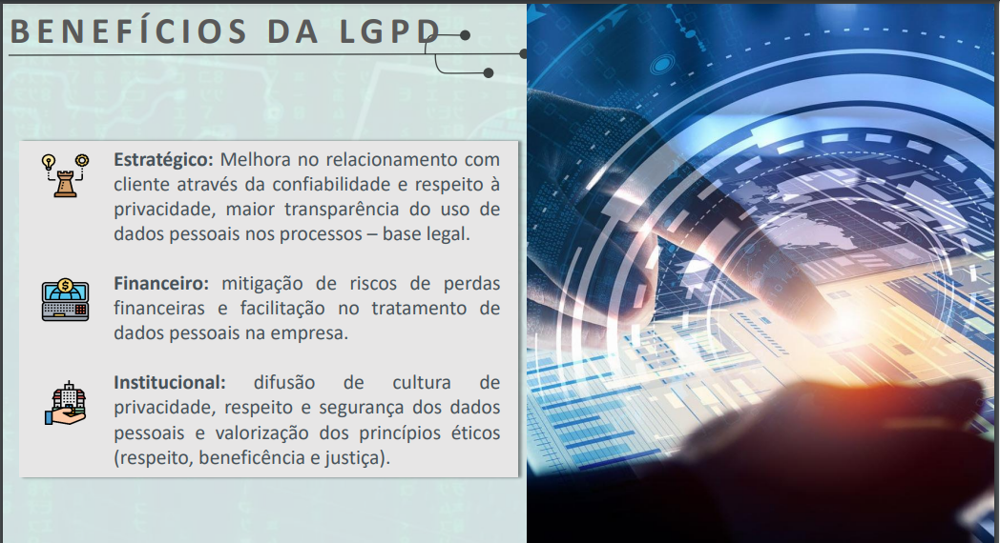 BENEFÍCIOS DA LGPD
Estratégico: Melhora no relacionamento com
cliente através da confiabilidade e respeito à
privacidade, maior transparência do uso de
dados pessoais nos processos – base legal.
Financeiro: mitigação de riscos de perdas
financeiras e facilitação no tratamento de
dados pessoais na empresa.
Institucional: difusão de cultura de
privacidade, respeito e segurança dos dados
pessoais e valorização dos princípios éticos
(respeito, beneficência e justiça).